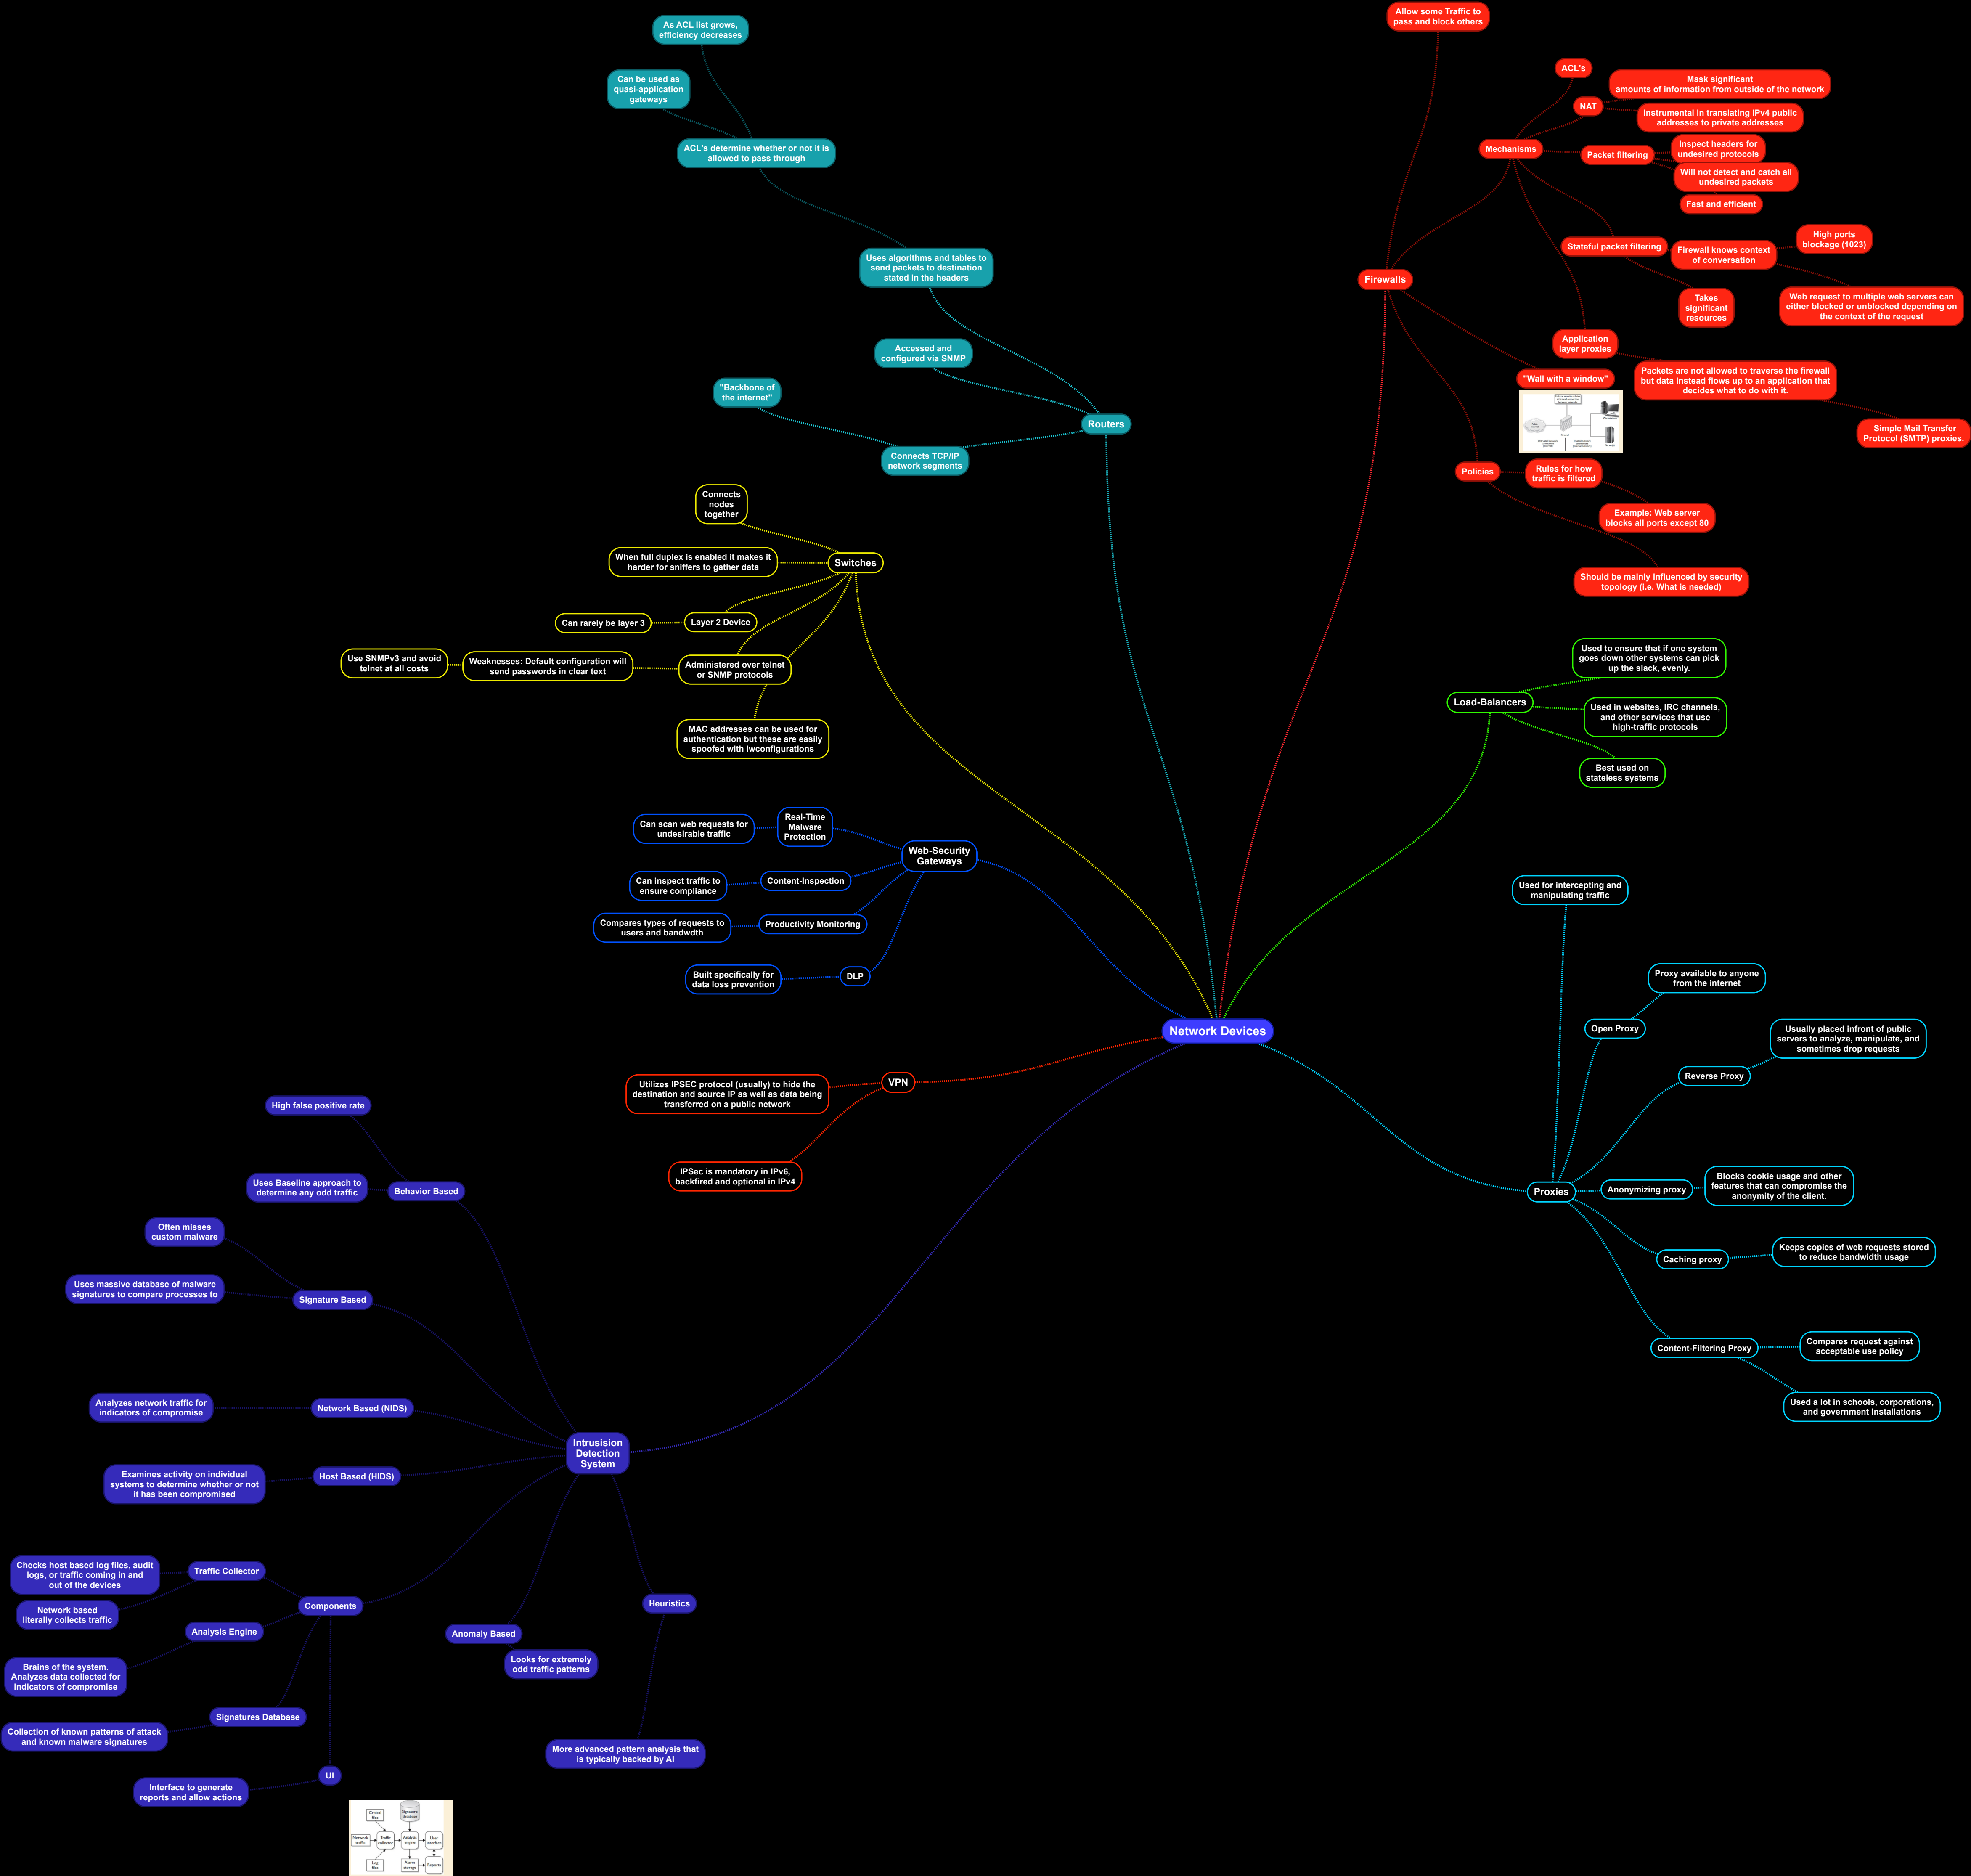 As ACL list grows,
efficiency decreases
Can be used as
quasi-application
gateways
ACL's determine whether or not it is
allowed to pass through
Uses algorithms and tables to
send packets to destination
stated in the headers
Accessed and
configured via SNMP
"Backbone of
the internet"
Connects TCP/IP
network segments
Routers
Allow some Traffic to
pass and block others
ACL's
NAT
Mask significant
amounts of information from outside of the network
Instrumental in translating IPv4 public
addresses to private addresses
Mechanisms
Packet filtering
Inspect headers for
undesired protocols
Will not detect and catch all
undesired packets
Fast and efficient
Stateful packet filtering
Firewall knows context
of conversation
High ports
blockage (1023)
Web request to multiple web servers can
either blocked or unblocked depending on
the context of the request
Takes
significant
resources
Firewalls
Application
layer proxies
Packets are not allowed to traverse the firewall
but data instead flows up to an application that
decides what to do with it.
Simple Mail Transfer
Protocol (SMTP) proxies.
"Wall with a window"
Policies
Rules for how
traffic is filtered
Example: Web server
blocks all ports except 80
Should be mainly influenced by security
topology (i.e. What is needed)
Connects
nodes
together
Switches
When full duplex is enabled it makes it
harder for sniffers to gather data
Can rarely be layer 3
Layer 2 Device
Use SNMPv3 and avoid
telnet at all costs
Weaknesses: Default configuration will
send passwords in clear text
Administered over telnet
or SNMP protocols
MAC addresses can be used for
authentication but these are easily
spoofed with iwconfigurations
Used to ensure that if one system
goes down other systems can pick
up the slack, evenly.
Load-Balancers
Used in websites, IRC channels,
and other services that use
high-traffic protocols
Best used on
stateless systems
Can scan web requests for
undesirable traffic
Real-Time
Malware
Protection
Web-Security
Gateways
Can inspect traffic to
ensure compliance
Content-Inspection
Compares types of requests to
users and bandwdth
Productivity Monitoring
Built specifically for
data loss prevention
DLP
Network Devices
Used for intercepting and
manipulating traffic
Proxy available to anyone
from the internet
Open Proxy
Usually placed infront of public
servers to analyze, manipulate, and
sometimes drop requests
Reverse Proxy
Proxies
Anonymizing proxy
Blocks cookie usage and other
features that can compromise the
anonymity of the client.
Caching proxy
Keeps copies of web requests stored
to reduce bandwidth usage
Content-Filtering Proxy
Compares request against
acceptable use policy
Used a lot in schools, corporations,
and government installations
VPN
Utilizes IPSEC protocol (usually) to hide the
destination and source IP as well as data being
transferred on a public network
IPSec is mandatory in IPv6,
backfired and optional in IPv4
High false positive rate
Uses Baseline approach to
determine any odd traffic
Behavior Based
Often misses
custom malware
Uses massive database of malware
signatures to compare processes to
Signature Based
Analyzes network traffic for
indicators of compromise
Network Based (NIDS)
Intrusision
Detection
System
Examines activity on individual
systems to determine whether or not
it has been compromised
Host Based (HIDS)
Checks host based log files, audit
logs, or traffic coming in and
out of the devices
Traffic Collector
Network based
literally collects traffic
Components
Analysis Engine
Brains of the system.
Analyzes data collected for
indicators of compromise
Signatures Database
Collection of known patterns of attack
and known malware signatures
UI
Interface to generate
reports and allow actions
Anomaly Based
Looks for extremely
odd traffic patterns
Heuristics
More advanced pattern analysis that
is typically backed by AI
Critical
files
Signature
database
Network
traffic
Traffic
collector
Analysis
engine
User
interface
Log
files
Alarm
storage
Reports